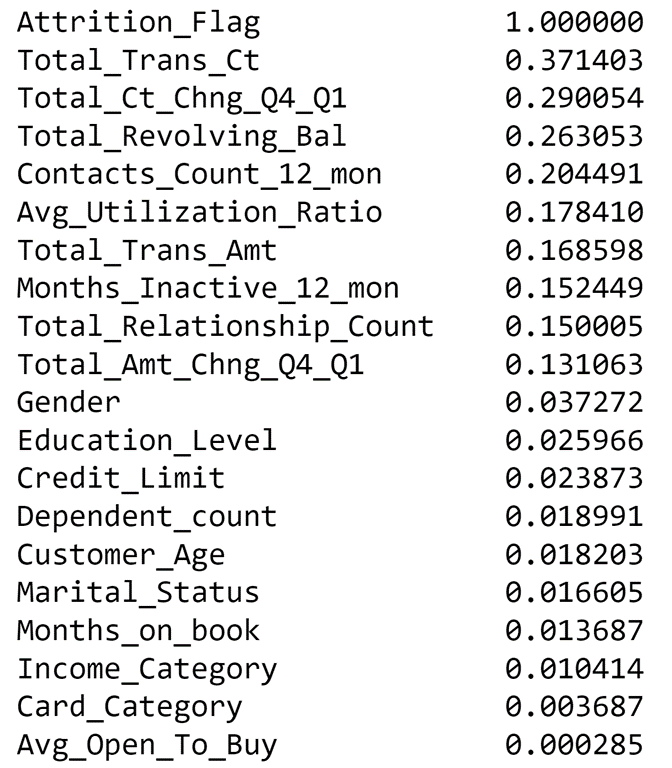 Attrition_Flag 1.000000
Total_Trans_Ct 0.371403
Total_Ct_Chng_Q4_Q1 0.290054
Total_Revolving_Bal 0.263053
Contacts_Count_12_mon 0.204491
Avg_Utilization_Ratio 0.178410
Total_Trans_Amt 0.168598
Months_Inactive_12_mon 0.152449
Total_Relationship_Count 0.150005
Total_Amt_Chng_Q4_Q1 0.131063
Gender 0.037272
Education_Level 0.025966
Credit_Limit 0.023873
Dependent_count 0.018991
Customer_Age 0.018203
Marital_Status 0.016605
Months_on_book 0.013687
Income_Category 0.010414
Card_Category 0.003687
Avg_Open_To_Buy 0.000285